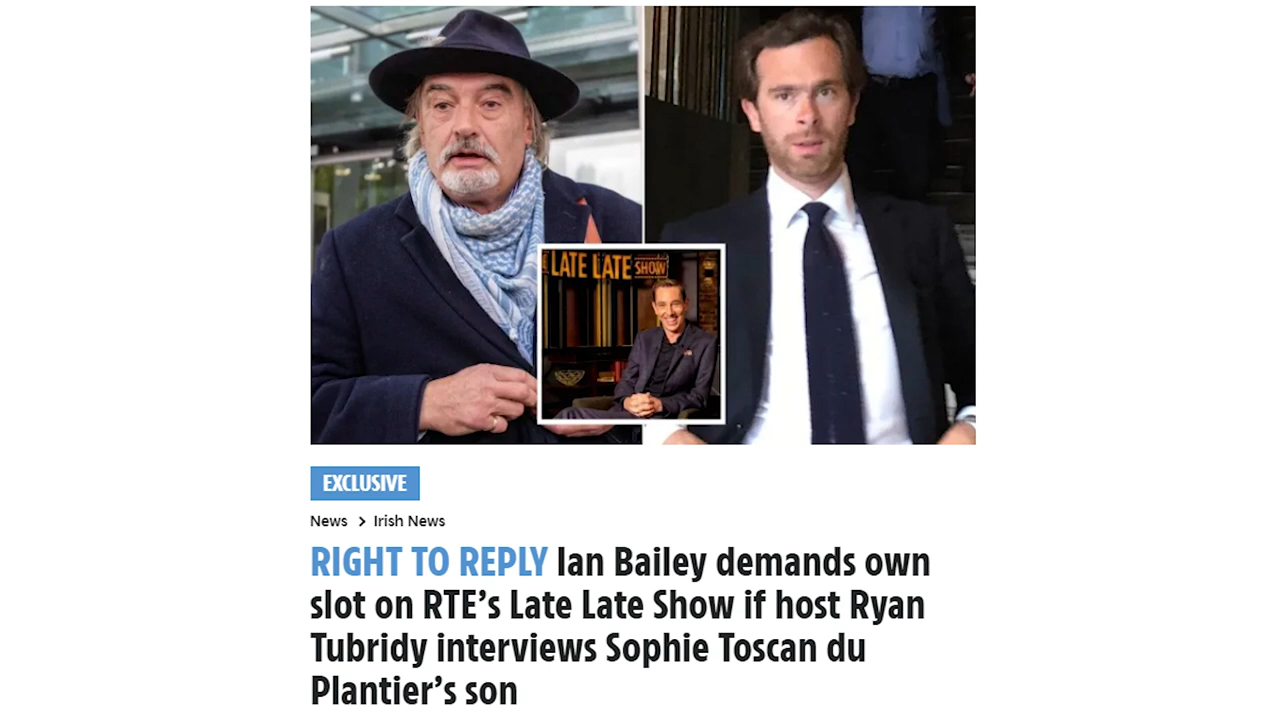 LATE LATE SHOW
EXCLUSIVE
News > Irish News
RIGHT TO REPLY Ian Bailey demands own
slot on RTE’s Late Late Show if host Ryan
Tubridy interviews Sophie Toscan du
Plantier’s son